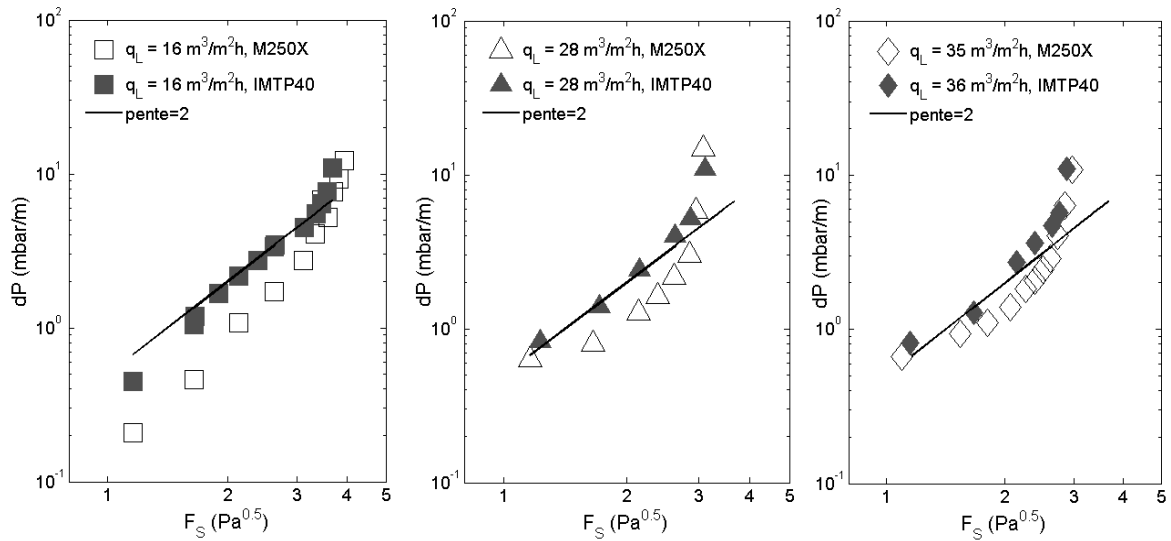 10²
10¹
10⁰
10⁻¹
dP (mbar/m)
q_L = 16 m³/m²h, M250X
q_L = 16 m³/m²h, IMTP40
pente=2
1 2 3 4 5
F_S (Pa^0.5)
10²
10¹
10⁰
10⁻¹
dP (mbar/m)
q_L = 28 m³/m²h, M250X
q_L = 28 m³/m²h, IMTP40
pente=2
1 2 3 4 5
F_S (Pa^0.5)
10²
10¹
10⁰
10⁻¹
dP (mbar/m)
q_L = 35 m³/m²h, M250X
q_L = 36 m³/m²h, IMTP40
pente=2
1 2 3 4 5
F_S (Pa^0.5)